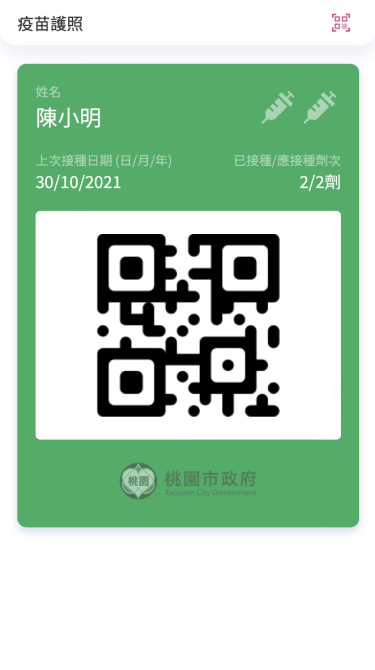 疫苗護照
姓名
陳小明
上次接種日期 (日/月/年)
已接種/應接種劑次
30/10/2021
2/2劑
桃園
桃園市政府
Taoyuan City Government